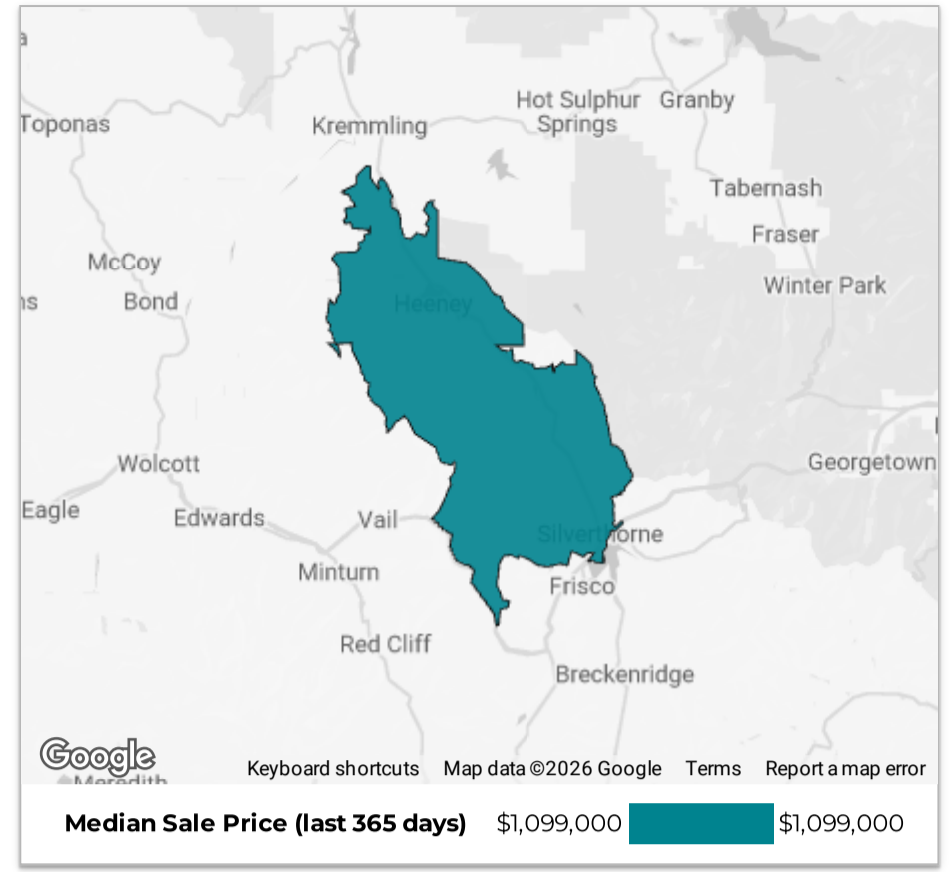 Hot Sulphur Springs
Granby
Toponas
Kremmling
Tabernash
Fraser
McCoy
Winter Park
Bond
Heeney
Wolcott
Georgetown
Eagle
Edwards
Vail
Silverthorne
Minturn
Frisco
Red Cliff
Breckenridge
Google
Keyboard shortcuts Map data ©2026 Google Terms Report a map error
Meredith
Median Sale Price (last 365 days) $1,099,000 $1,099,000